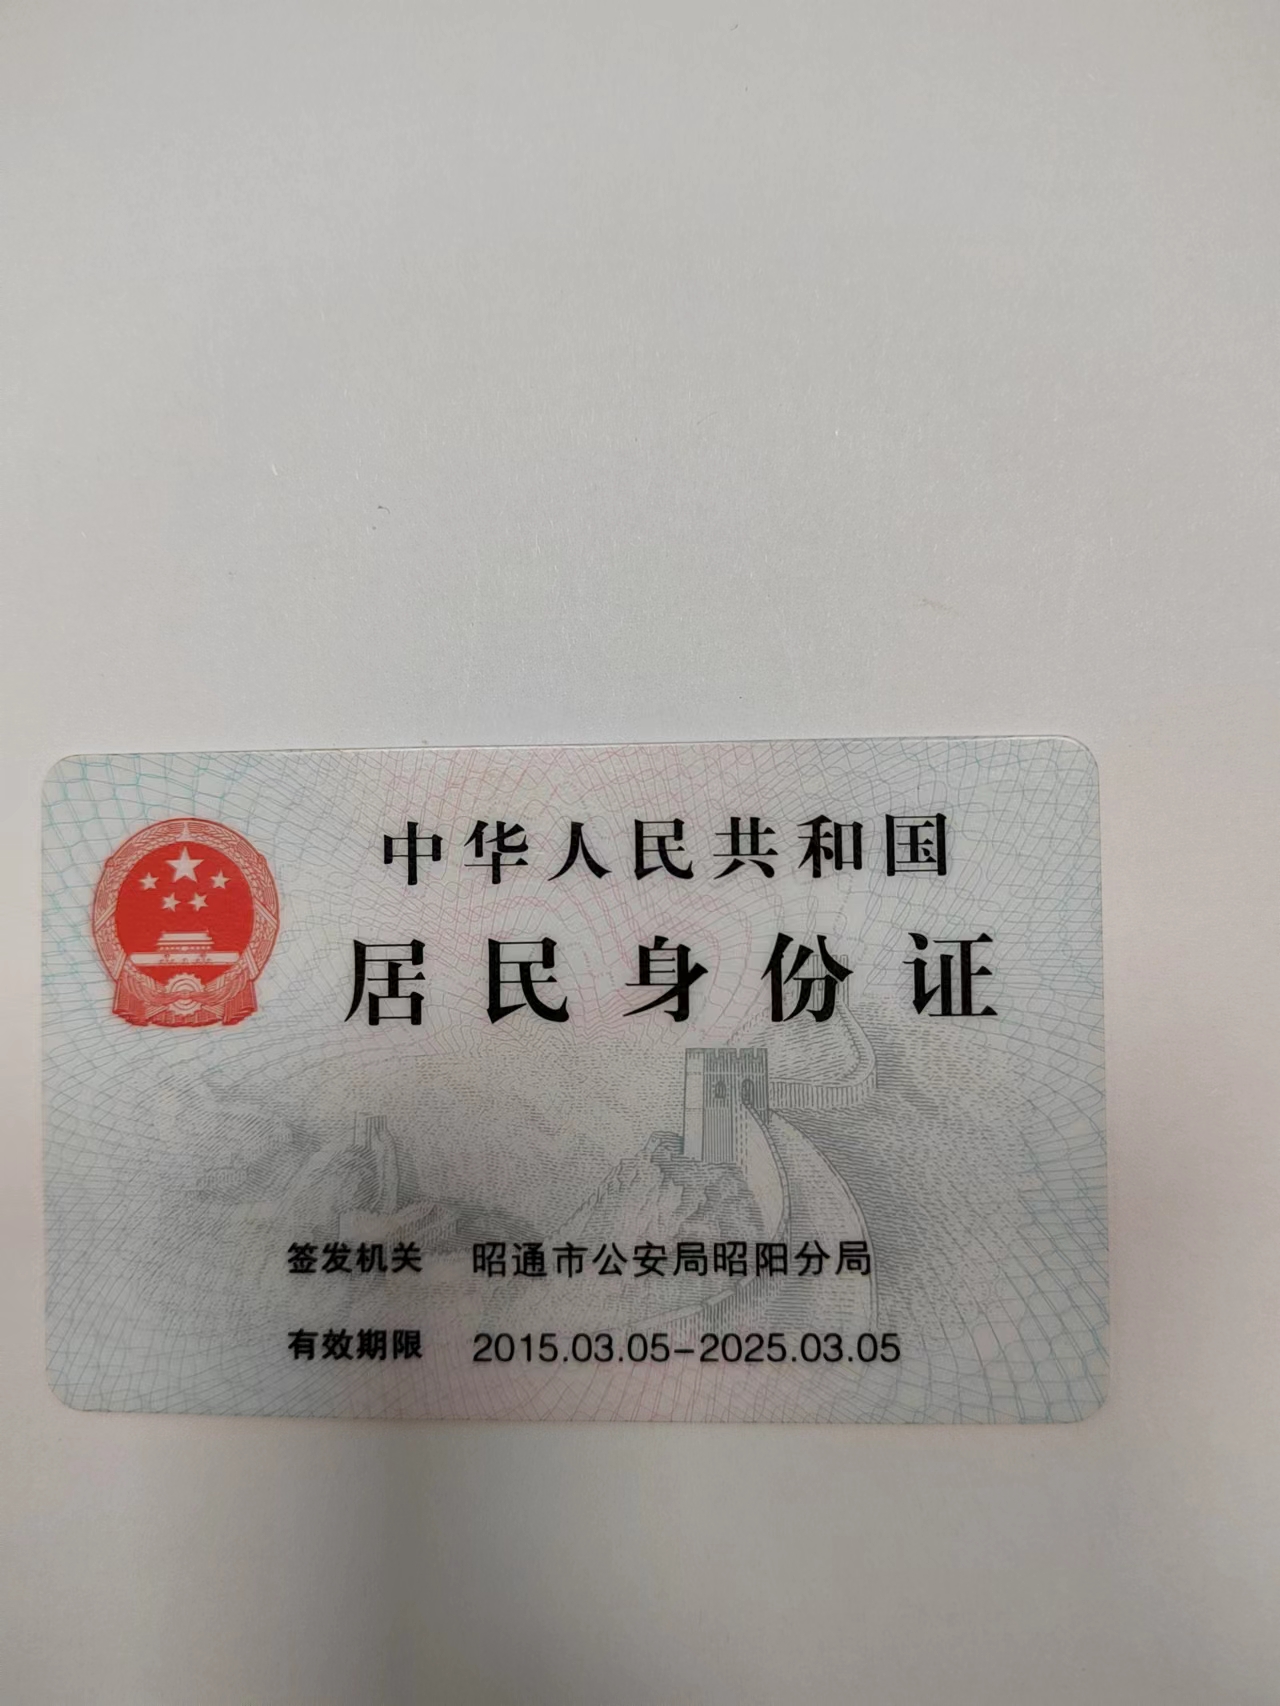 中华人民共和国
居民身份证
签发机关 昭通市公安局昭阳分局
有效期限 2015.03.05-2025.03.05